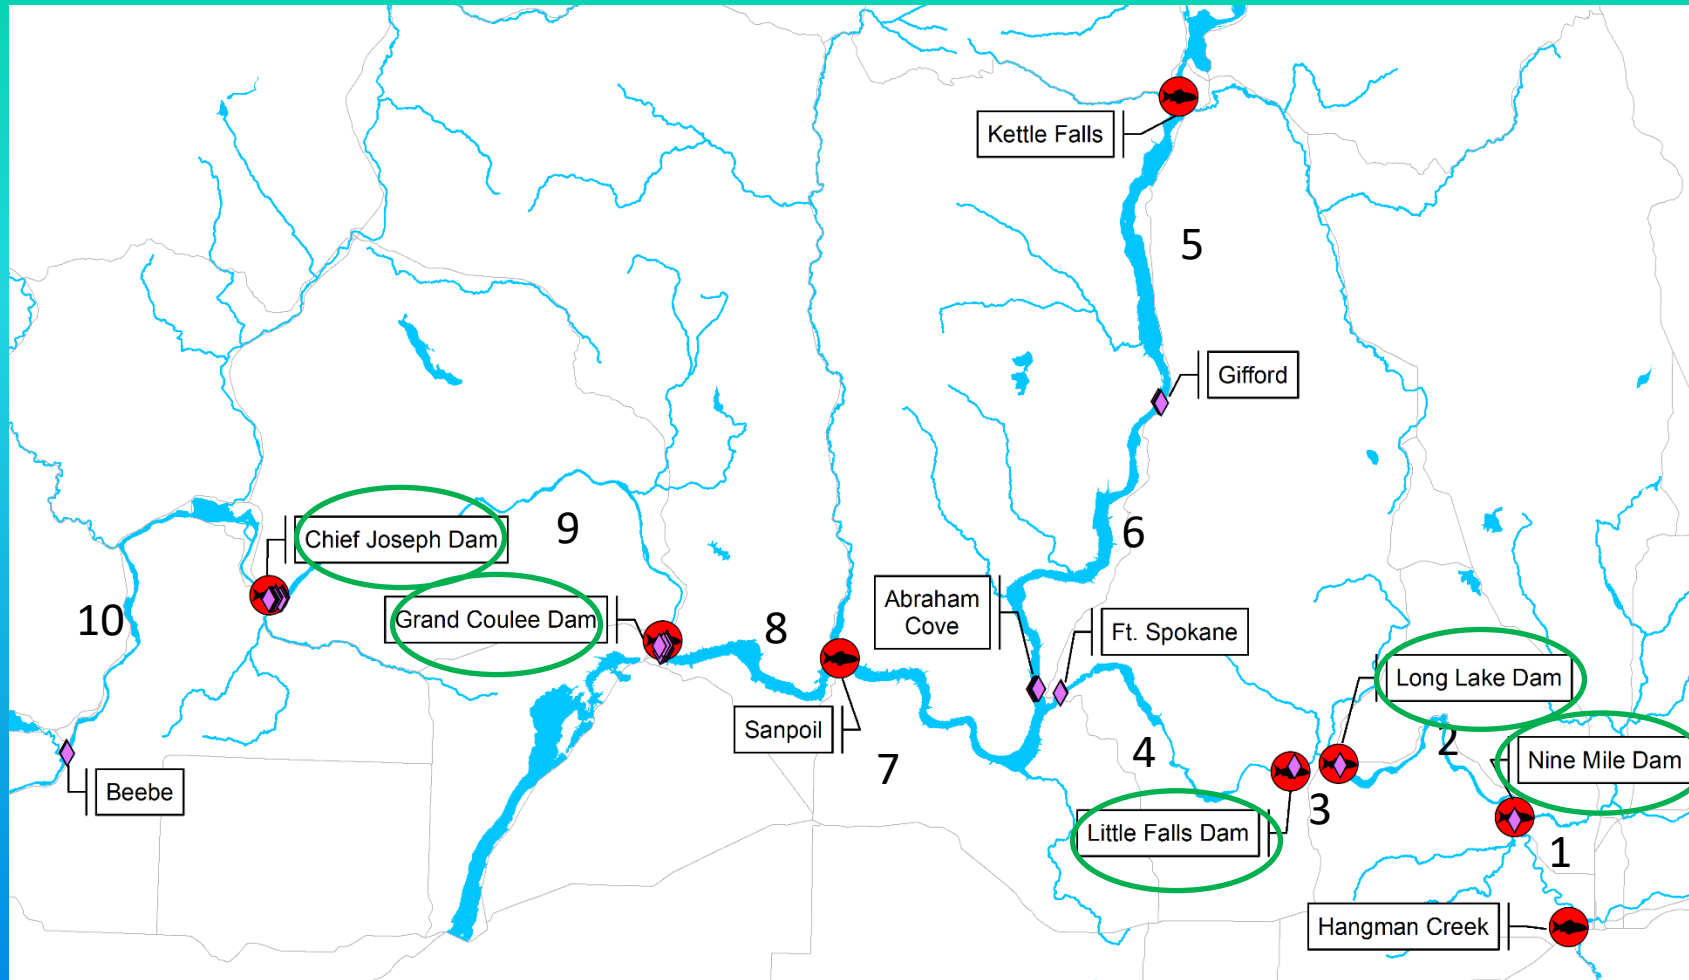 Kettle Falls
5
Gifford
Chief Joseph Dam
9
6
10
Grand Coulee Dam
8
Abraham
Cove
Ft. Spokane
Long Lake Dam
Sanpoil
7
4
2
Nine Mile Dam
Beebe
3
Little Falls Dam
1
Hangman Creek